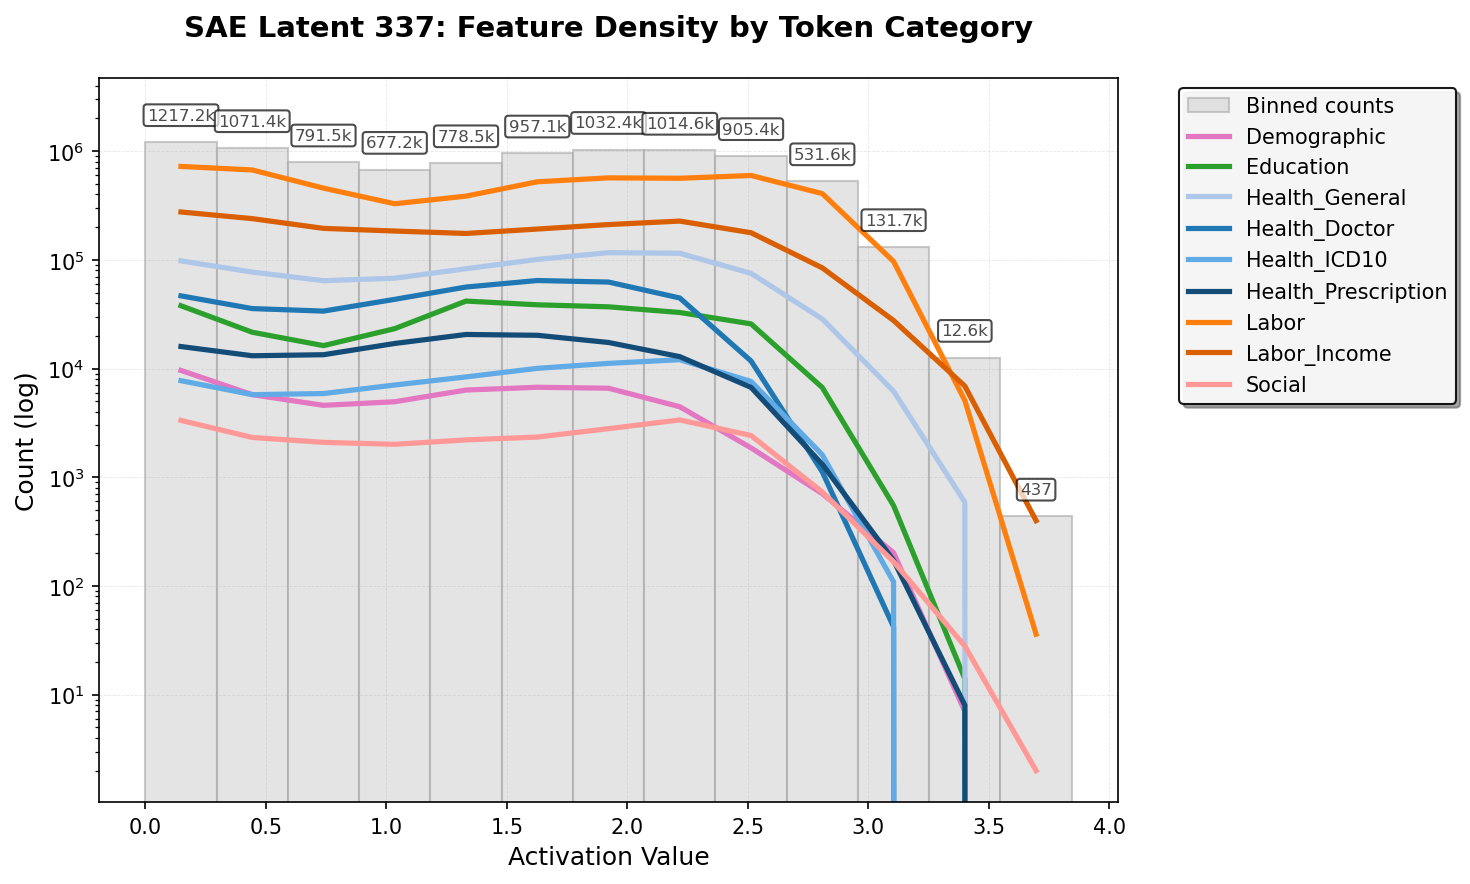 SAE Latent 337: Feature Density by Token Category
1217.2k
1071.4k
791.5k
677.2k
778.5k
957.1k
1032.4k
1014.6k
905.4k
531.6k
131.7k
12.6k
437
Binned counts
Demographic
Education
Health_General
Health_Doctor
Health_ICD10
Health_Prescription
Labor
Labor_Income
Social
Count (log)
10⁶
10⁵
10⁴
10³
10²
10¹
0.0 0.5 1.0 1.5 2.0 2.5 3.0 3.5 4.0
Activation Value